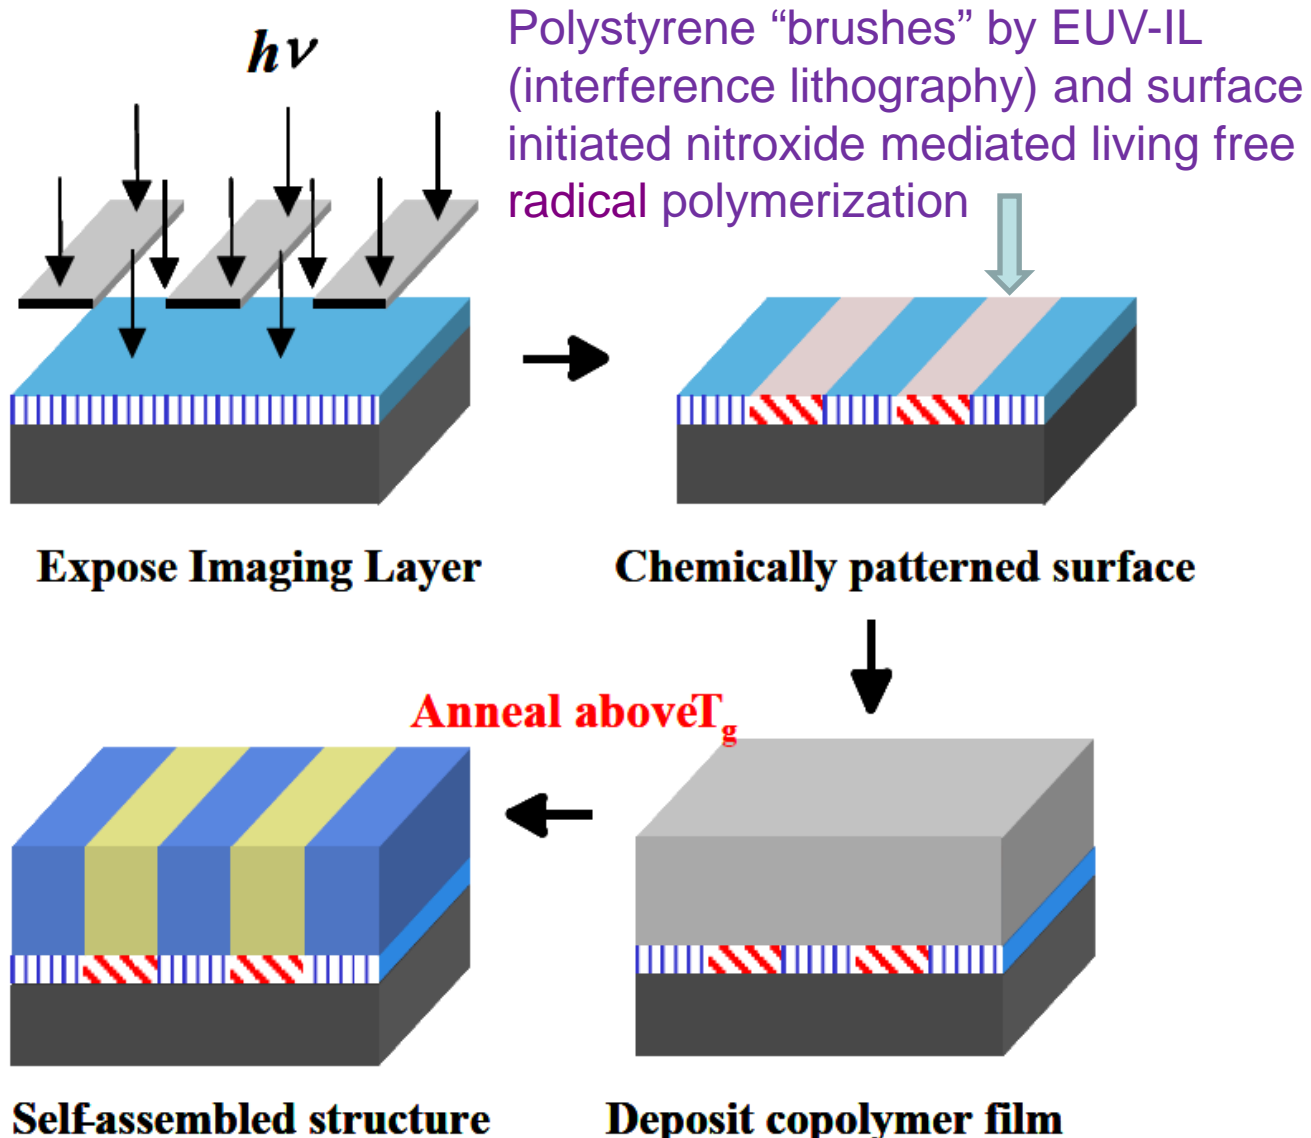 hν
Polystyrene “brushes” by EUV-IL
(interference lithography) and surface
initiated nitroxide mediated living free
radical polymerization
Expose Imaging Layer
Chemically patterned surface
Anneal aboveTg
Self-assembled structure
Deposit copolymer film